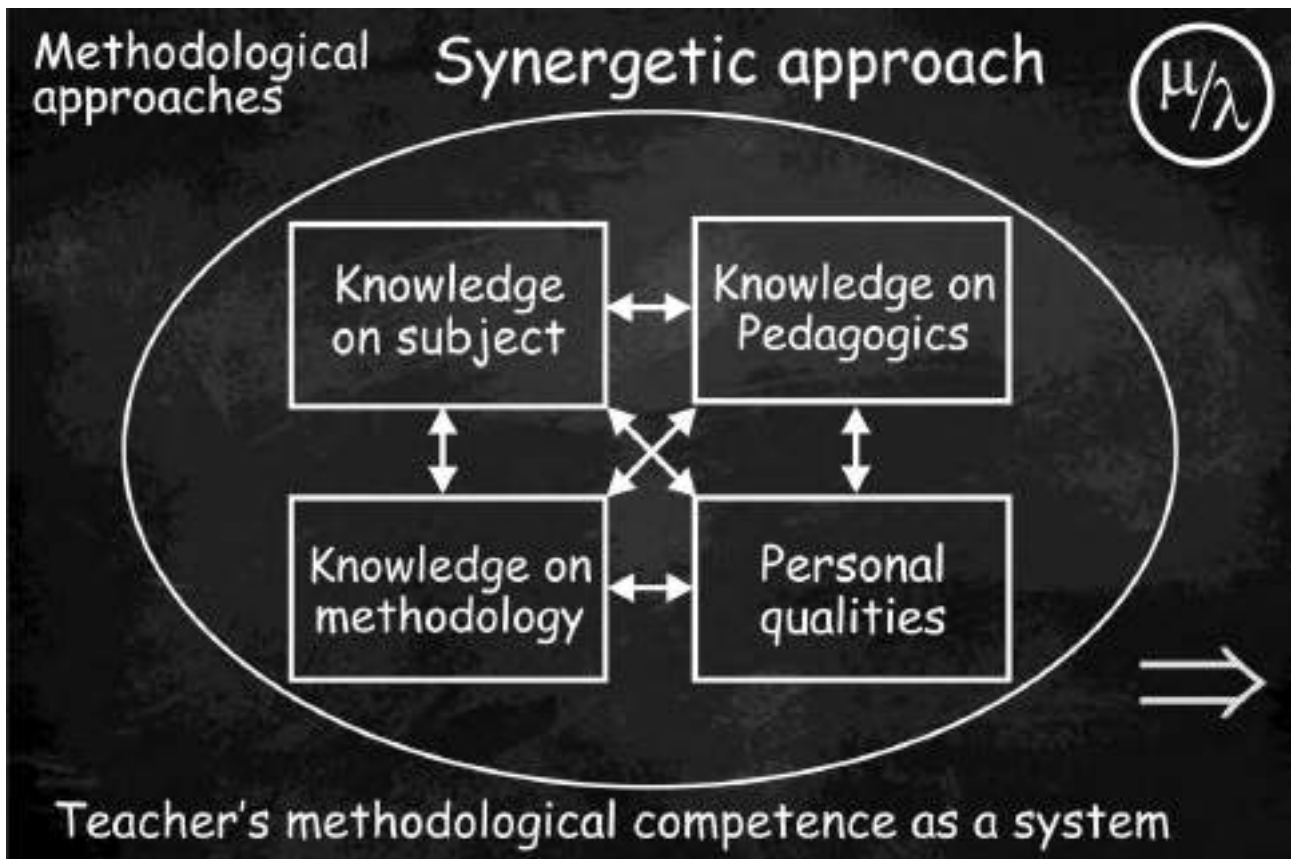 Methodological
approaches
Synergetic approach
μ/λ
Knowledge
on subject
Knowledge on
Pedagogics
Knowledge on
methodology
Personal
qualities
Teacher's methodological competence as a system